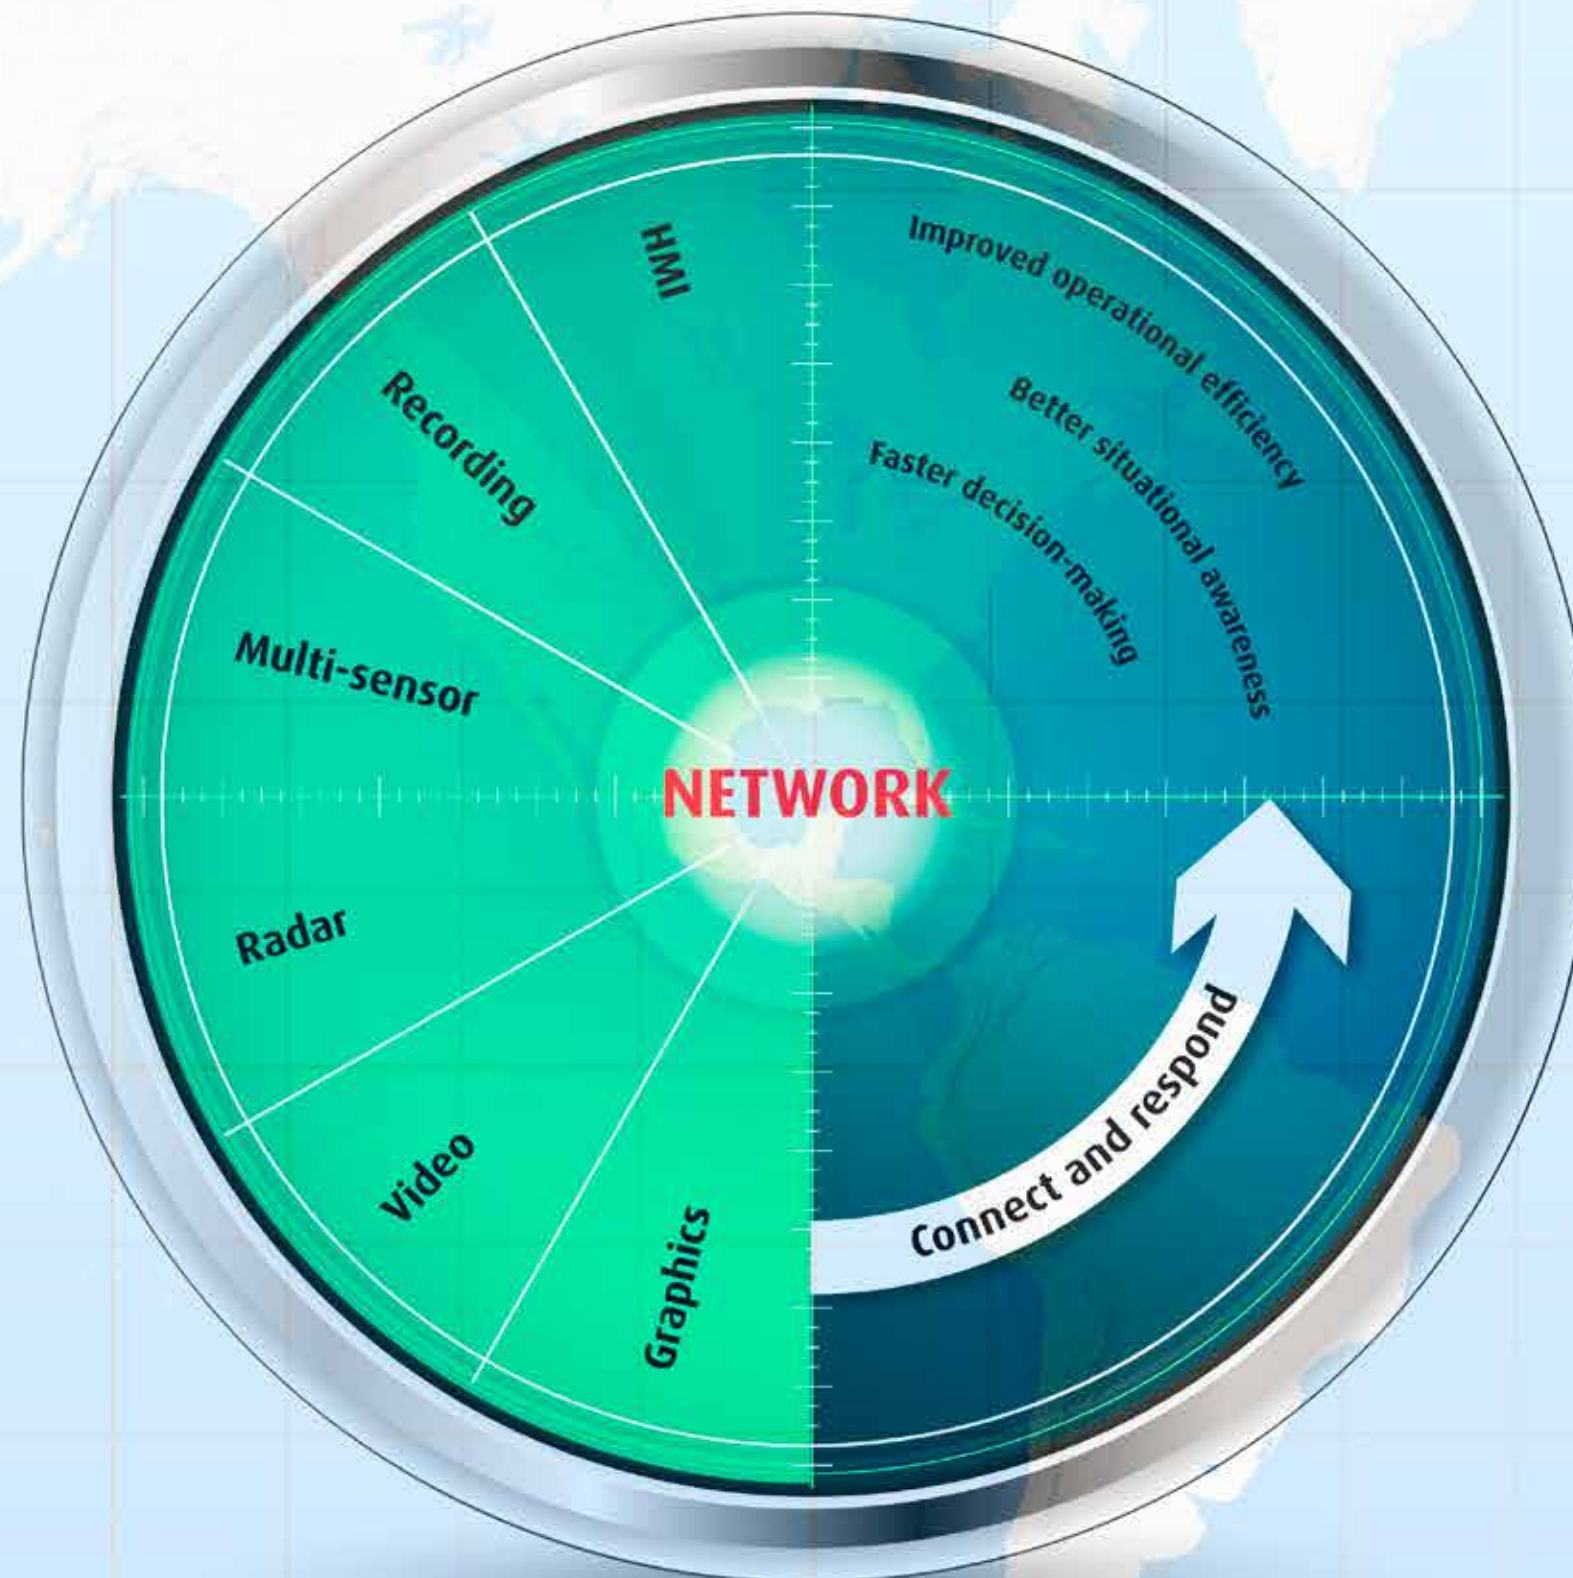 HMI
Recording
Multi-sensor
Radar
Video
Graphics
NETWORK
Improved operational efficiency
Better situational awareness
Faster decision-making
Connect and respond